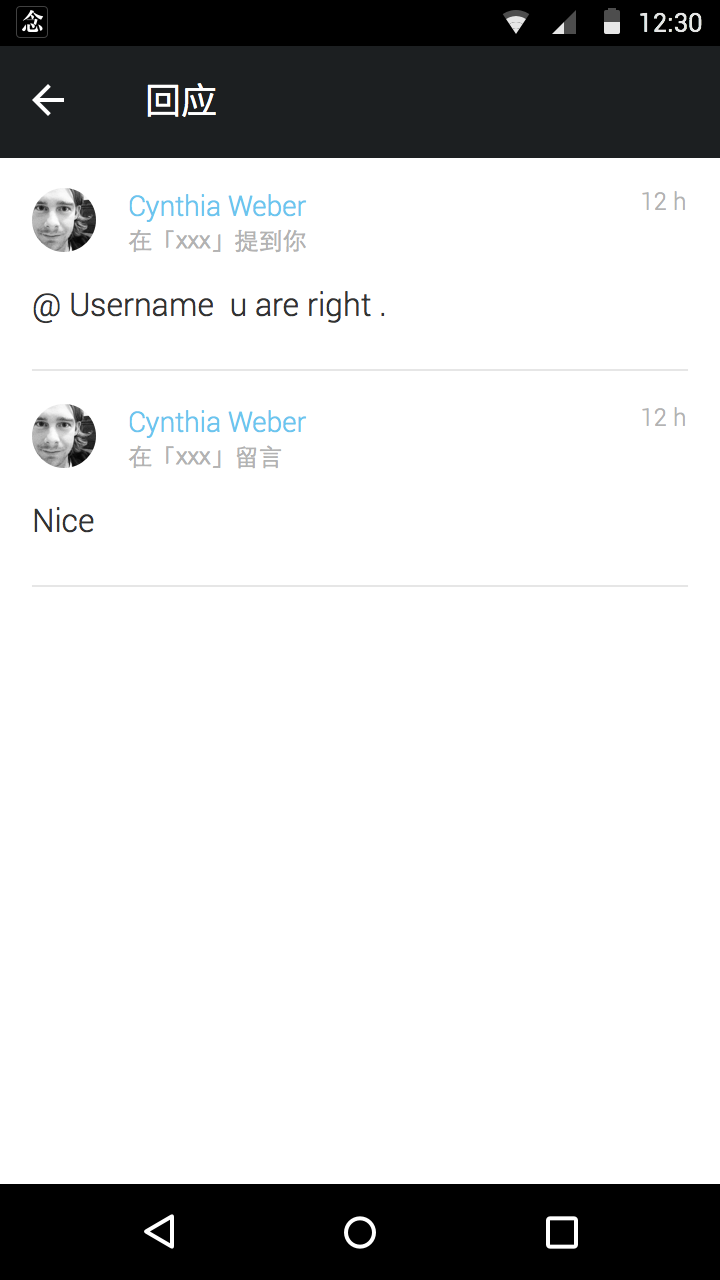 念
12:30
回应
Cynthia Weber
12 h
在「xxx」提到你
@ Username  u are right .
Cynthia Weber
12 h
在「xxx」留言
Nice